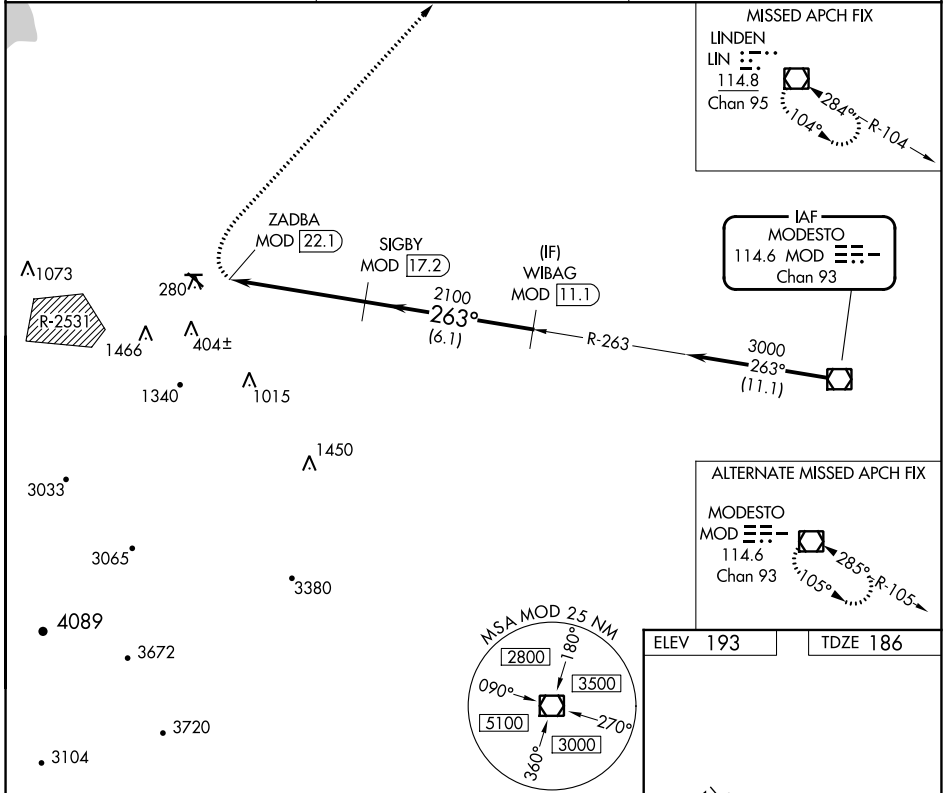 MISSED APCH FIX
LINDEN
LIN
114.8
Chan 95
284°
R-104
104°
ZADBA
MOD 22.1
SIGBY
MOD 17.2
(IF)
WIBAG
MOD 11.1
IAF
MODESTO
114.6 MOD
Chan 93
1073
280
R-2531
2100
263°
(6.1)
R-263
3000
263°
(11.1)
1466
404±
1340
1015
1450
3033
ALTERNATE MISSED APCH FIX
MODESTO
MOD
114.6
Chan 93
285°
R-105
105°
3065
3380
4089
3672
3720
3104
MSA MOD 25 NM
2800
180°
090°
3500
5100
270°
360°
3000
ELEV 193
TDZE 186